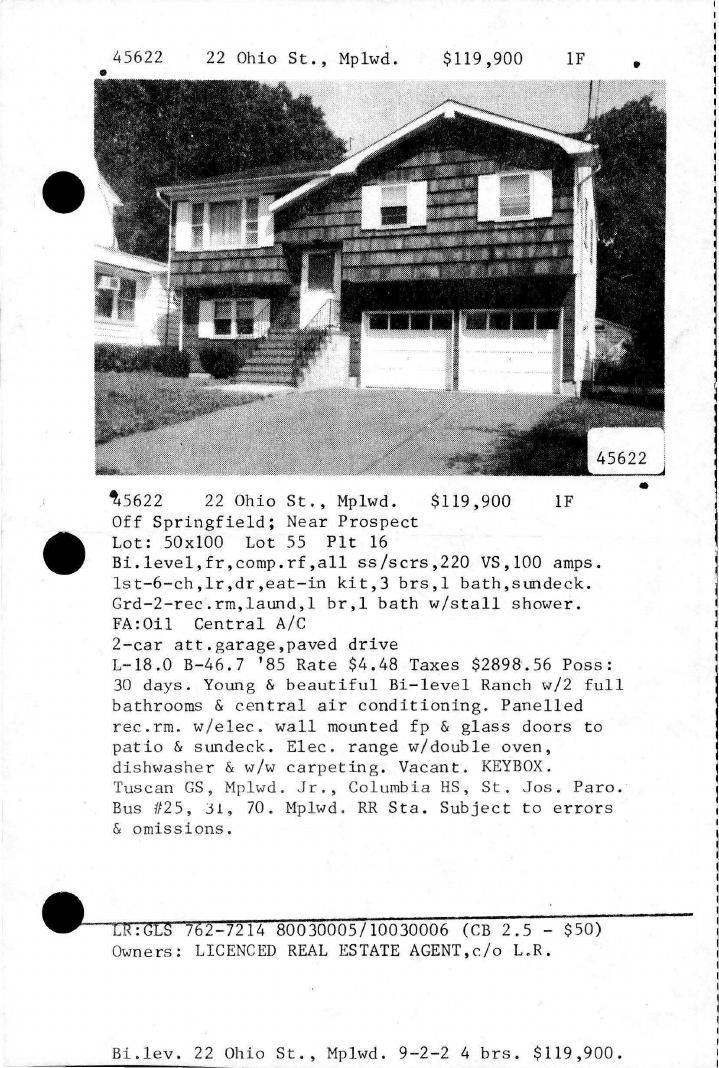 45622 22 Ohio St., Mplwd. $119,900 1F
45622
45622 22 Ohio St., Mplwd. $119,900 1F
Off Springfield; Near Prospect
Lot: 50x100 Lot 55 Plt 16
Bi.level,fr,comp.rf,all ss/scrs,220 VS,100 amps.
1st-6-ch,lr,dr,eat-in kit,3 brs,1 bath,sundeck.
Grd-2-rec.rm,laund,1 br,1 bath w/stall shower.
FA:Oil Central A/C
2-car att.garage,paved drive
L-18.0 B-46.7 '85 Rate $4.48 Taxes $2898.56 Poss:
30 days. Young & beautiful Bi-level Ranch w/2 full
bathrooms & central air conditioning. Panelled
rec.rm. w/elec. wall mounted fp & glass doors to
patio & sundeck. Elec. range w/double oven,
dishwasher & w/w carpeting. Vacant. KEYBOX.
Tuscan GS, Mplwd. Jr., Columbia HS, St. Jos. Paro.
Bus #25, 31, 70. Mplwd. RR Sta. Subject to errors
& omissions.
LR:GLS 762-7214 80030005/10030006 (CB 2.5 - $50)
Owners: LICENCED REAL ESTATE AGENT,c/o L.R.
Bi.lev. 22 Ohio St., Mplwd. 9-2-2 4 brs. $119,900.